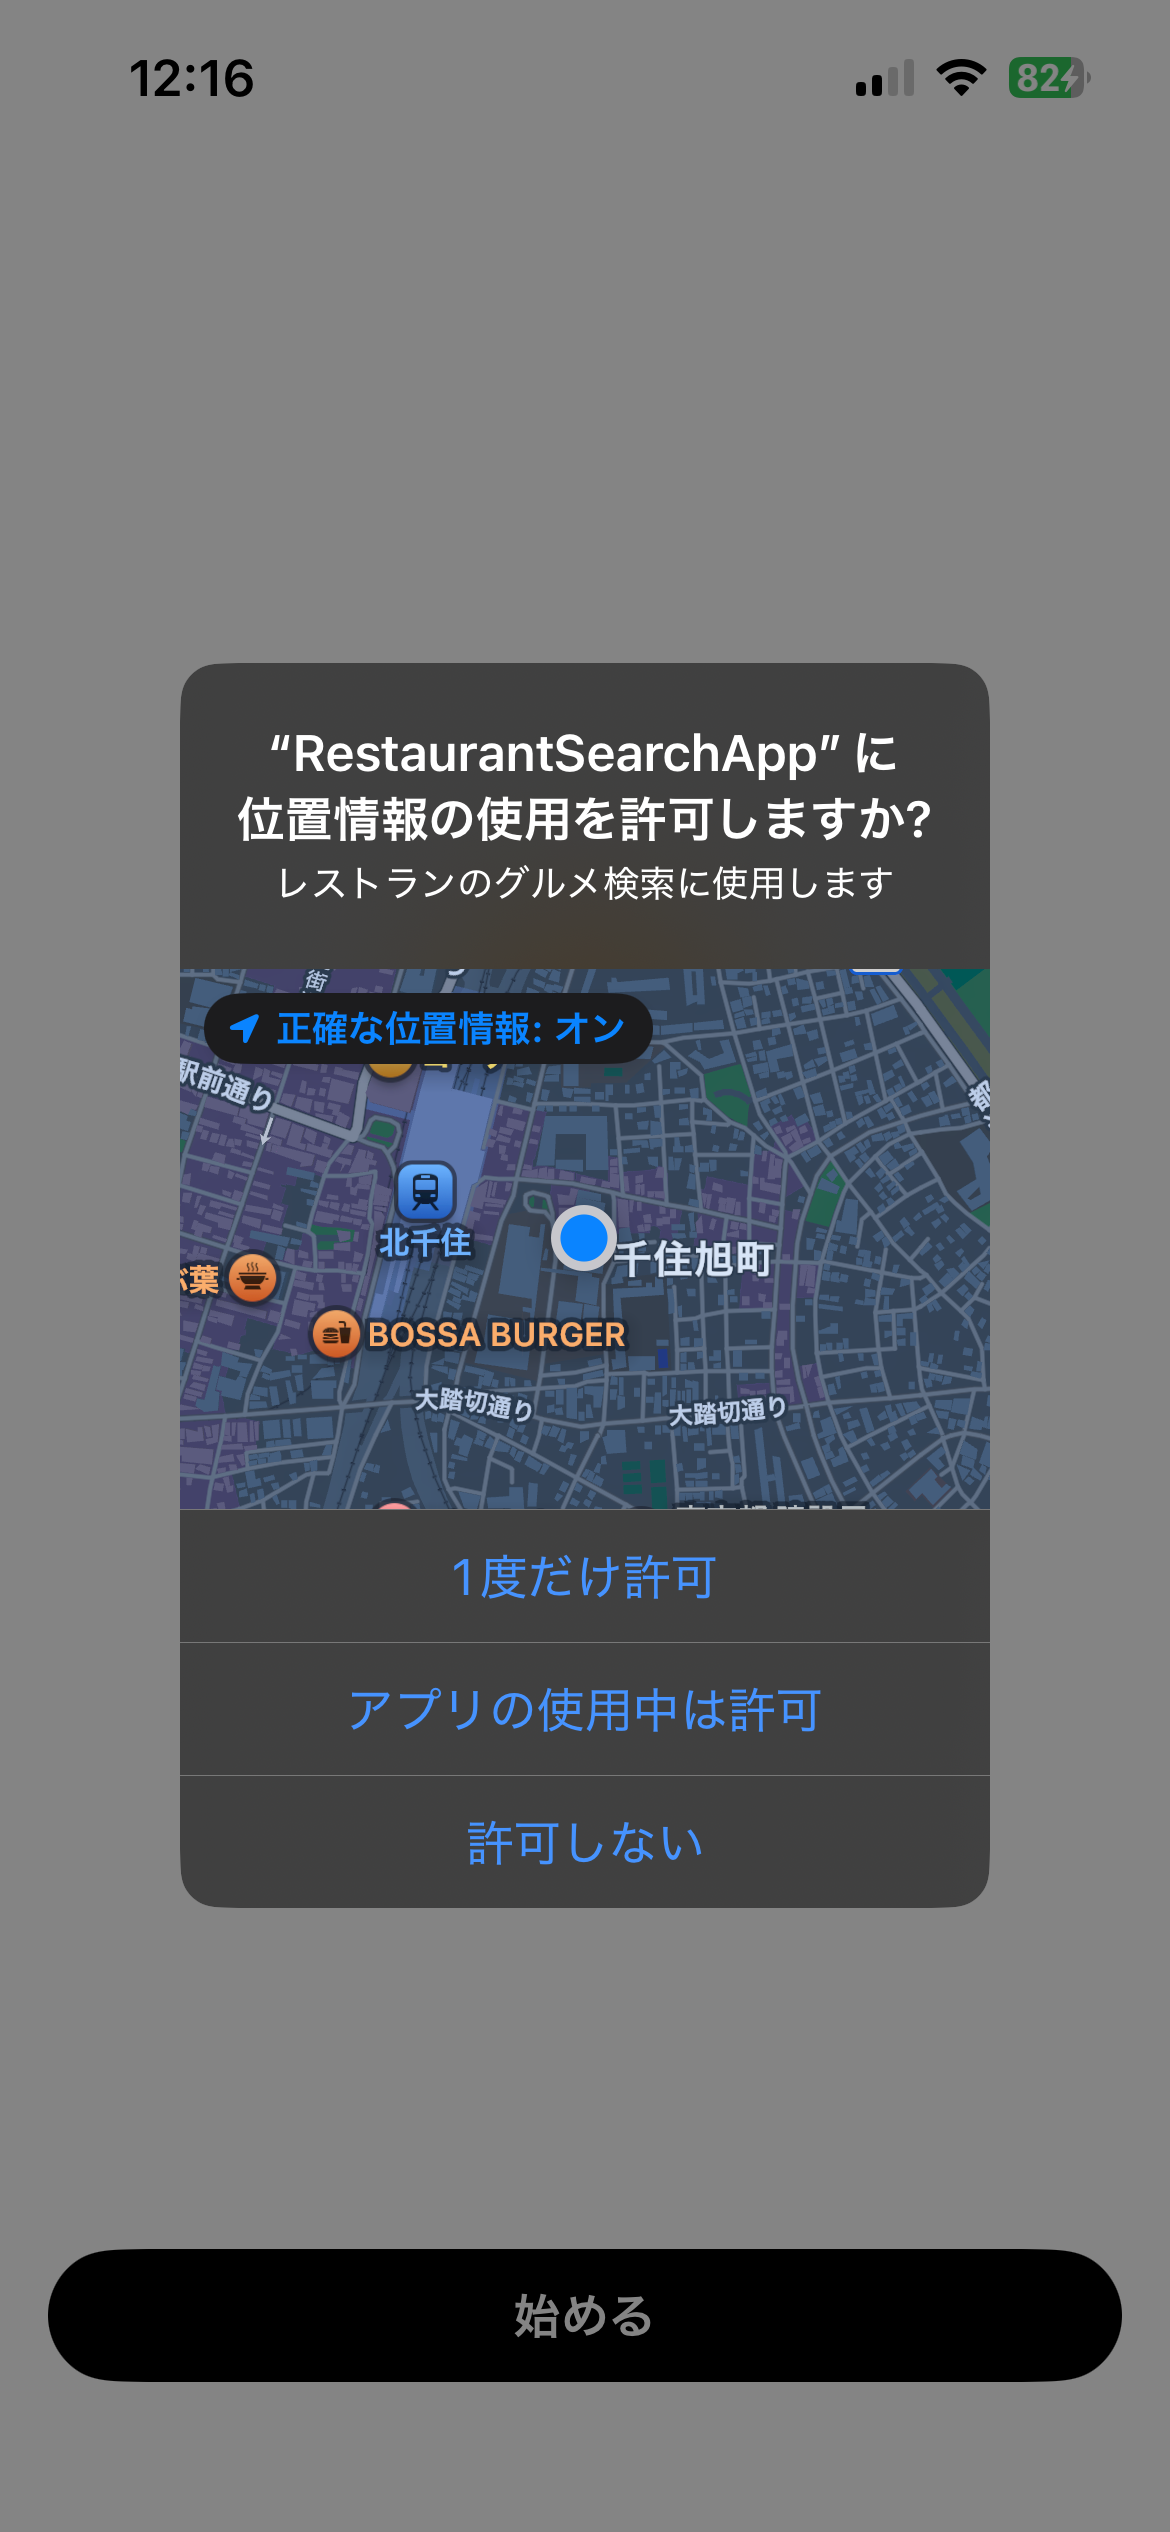 12:16
82
“RestaurantSearchApp” に
位置情報の使用を許可しますか?
レストランのグルメ検索に使用します
街
正確な位置情報: オン
駅前通り
都
北千住
千住旭町
葉
BOSSA BURGER
大踏切通り
大踏切通り
1度だけ許可
アプリの使用中は許可
許可しない
始める